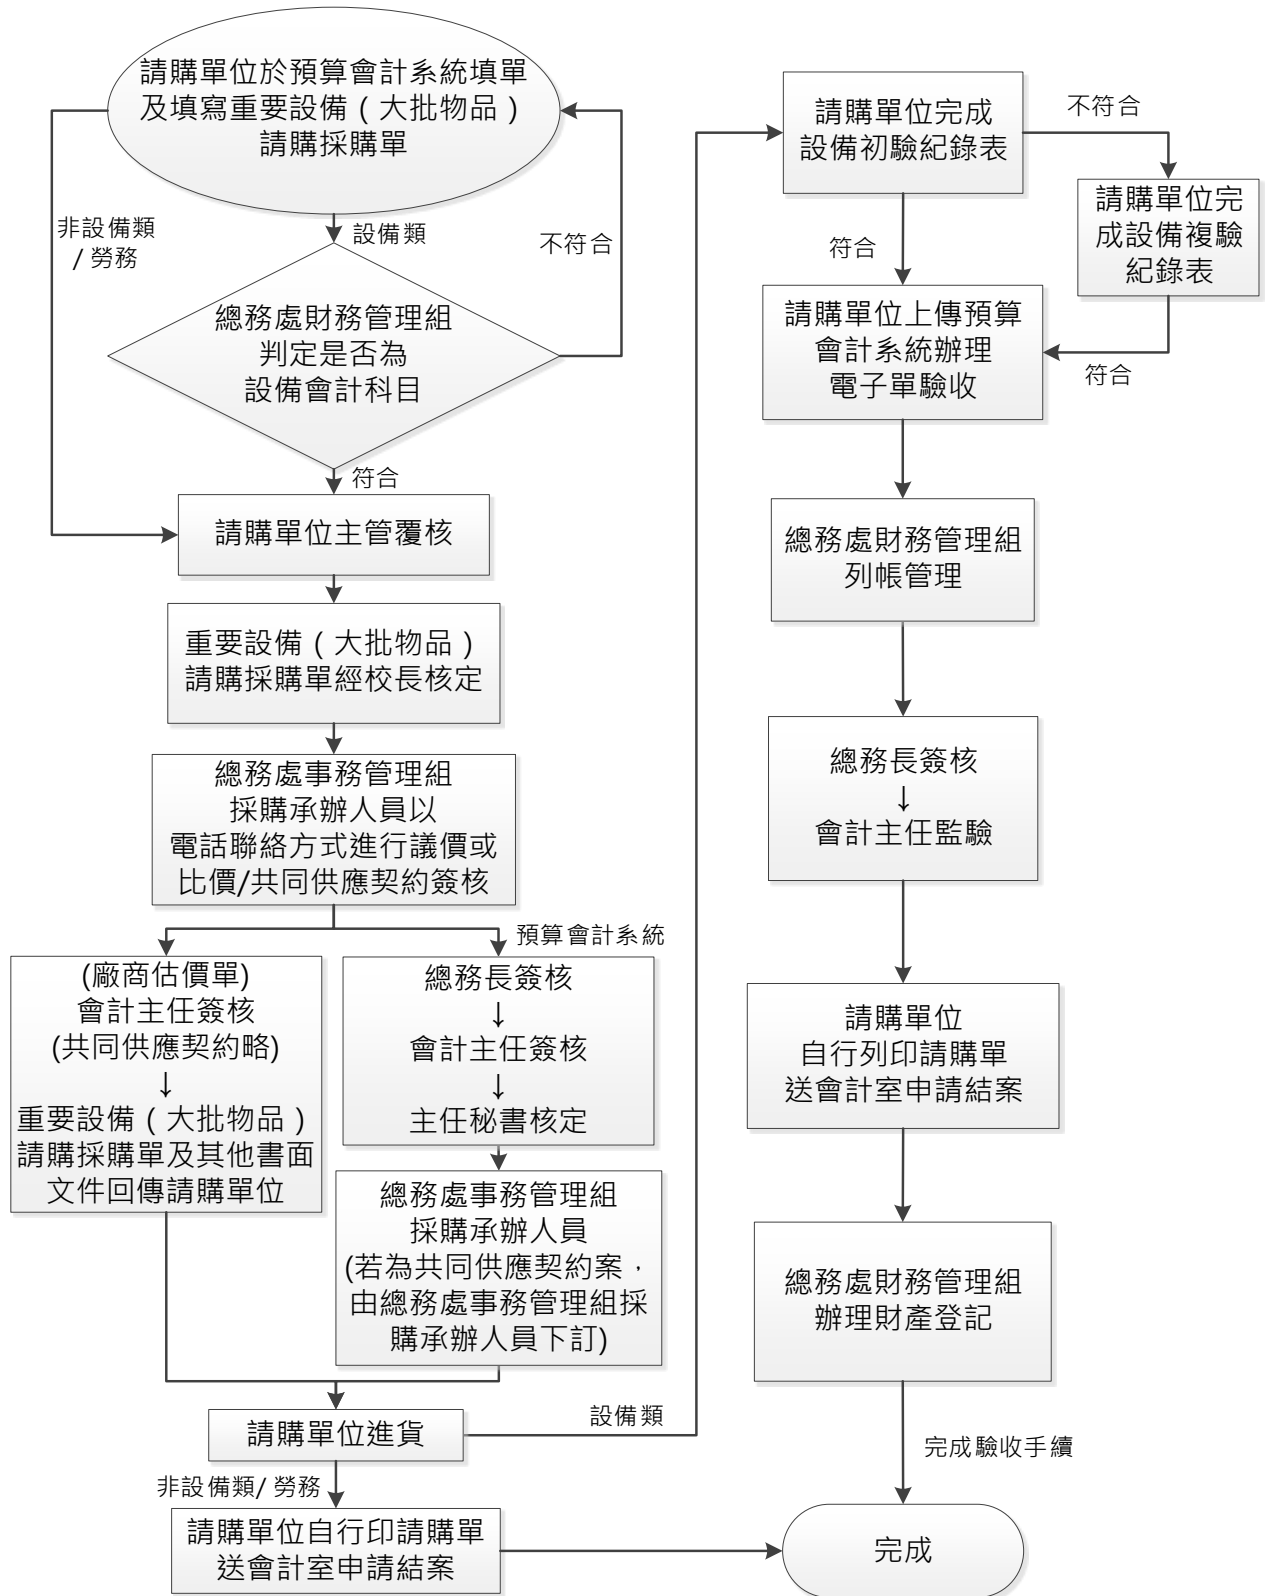 請購單位於預算會計系統填單
及填寫重要設備（大批物品）
請購採購單
非設備類
/ 勞務
設備類
不符合
總務處財務管理組
判定是否為
設備會計科目
符合
請購單位主管覆核
重要設備（大批物品）
請購採購單經校長核定
總務處事務管理組
採購承辦人員以
電話聯絡方式進行議價或
比價/共同供應契約簽核
預算會計系統
(廠商估價單)
會計主任簽核
(共同供應契約略)
↓
重要設備（大批物品）
請購採購單及其他書面
文件回傳請購單位
總務長簽核
↓
會計主任簽核
↓
主任秘書核定
總務處事務管理組
採購承辦人員
(若為共同供應契約案，
由總務處事務管理組採
購承辦人員下訂)
請購單位進貨
設備類
非設備類/ 勞務
請購單位自行印請購單
送會計室申請結案
請購單位完成
設備初驗紀錄表
不符合
請購單位完
成設備複驗
紀錄表
符合
符合
請購單位上傳預算
會計系統辦理
電子單驗收
總務處財務管理組
列帳管理
總務長簽核
↓
會計主任監驗
請購單位
自行列印請購單
送會計室申請結案
總務處財務管理組
辦理財產登記
完成驗收手續
完成